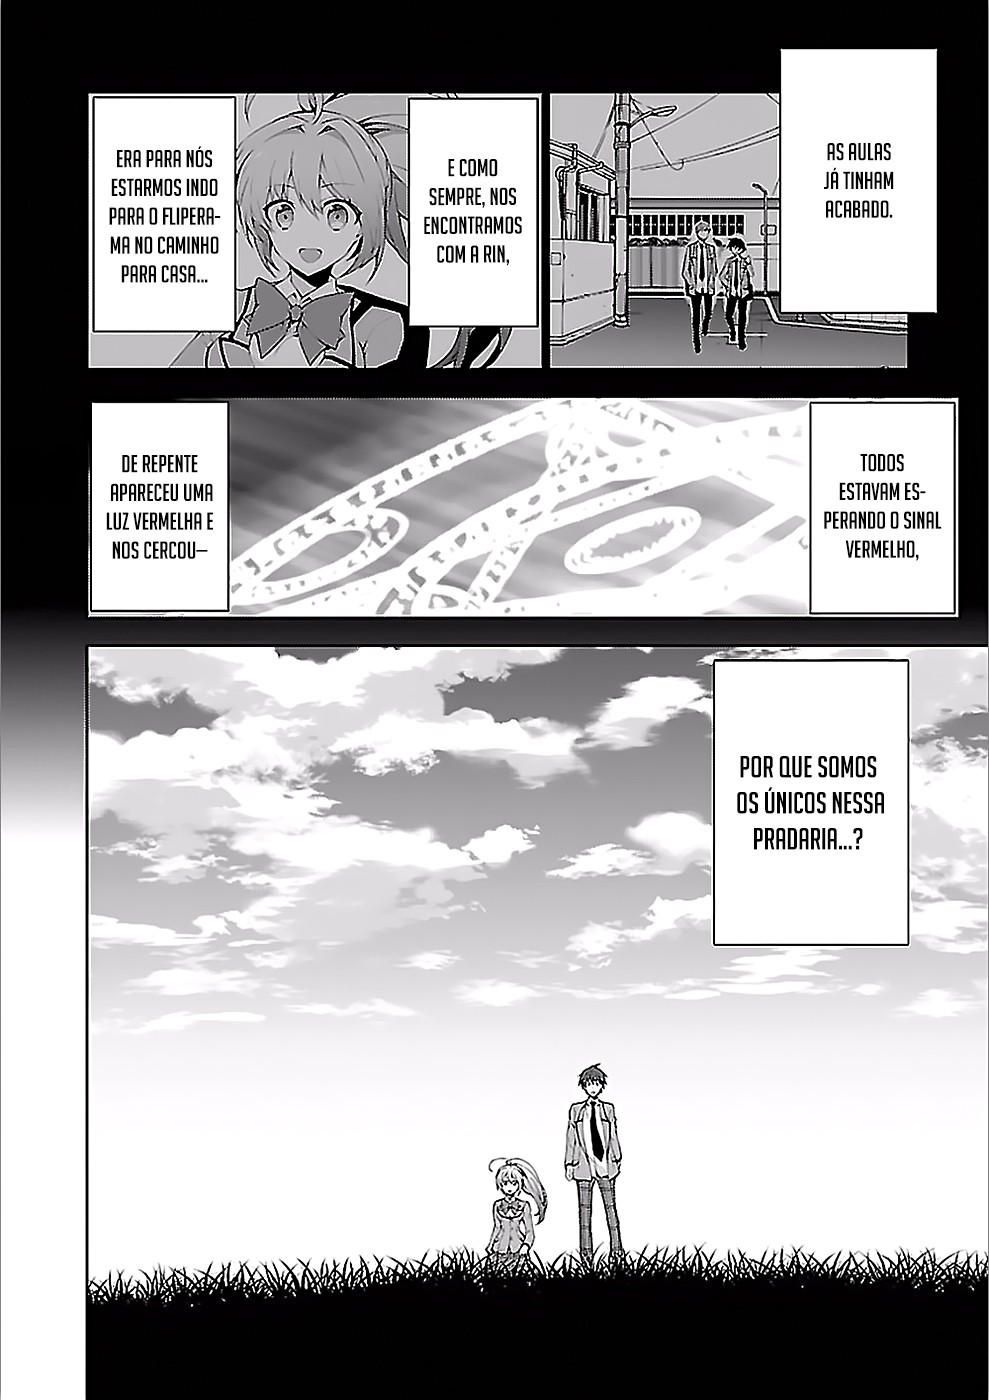 AS AULAS
JÁ TINHAM
ACABADO.
E COMO
SEMPRE, NOS
ENCONTRAMOS
COM A RIN,
ERA PARA NÓS
ESTARMOS INDO
PARA O FLIPERA-
MA NO CAMINHO
PARA CASA...
TODOS
ESTAVAM ES-
PERANDO O SINAL
VERMELHO,
DE REPENTE
APARECEU UMA
LUZ VERMELHA E
NOS CERCOU—
POR QUE SOMOS
OS ÚNICOS NESSA
PRADARIA...?